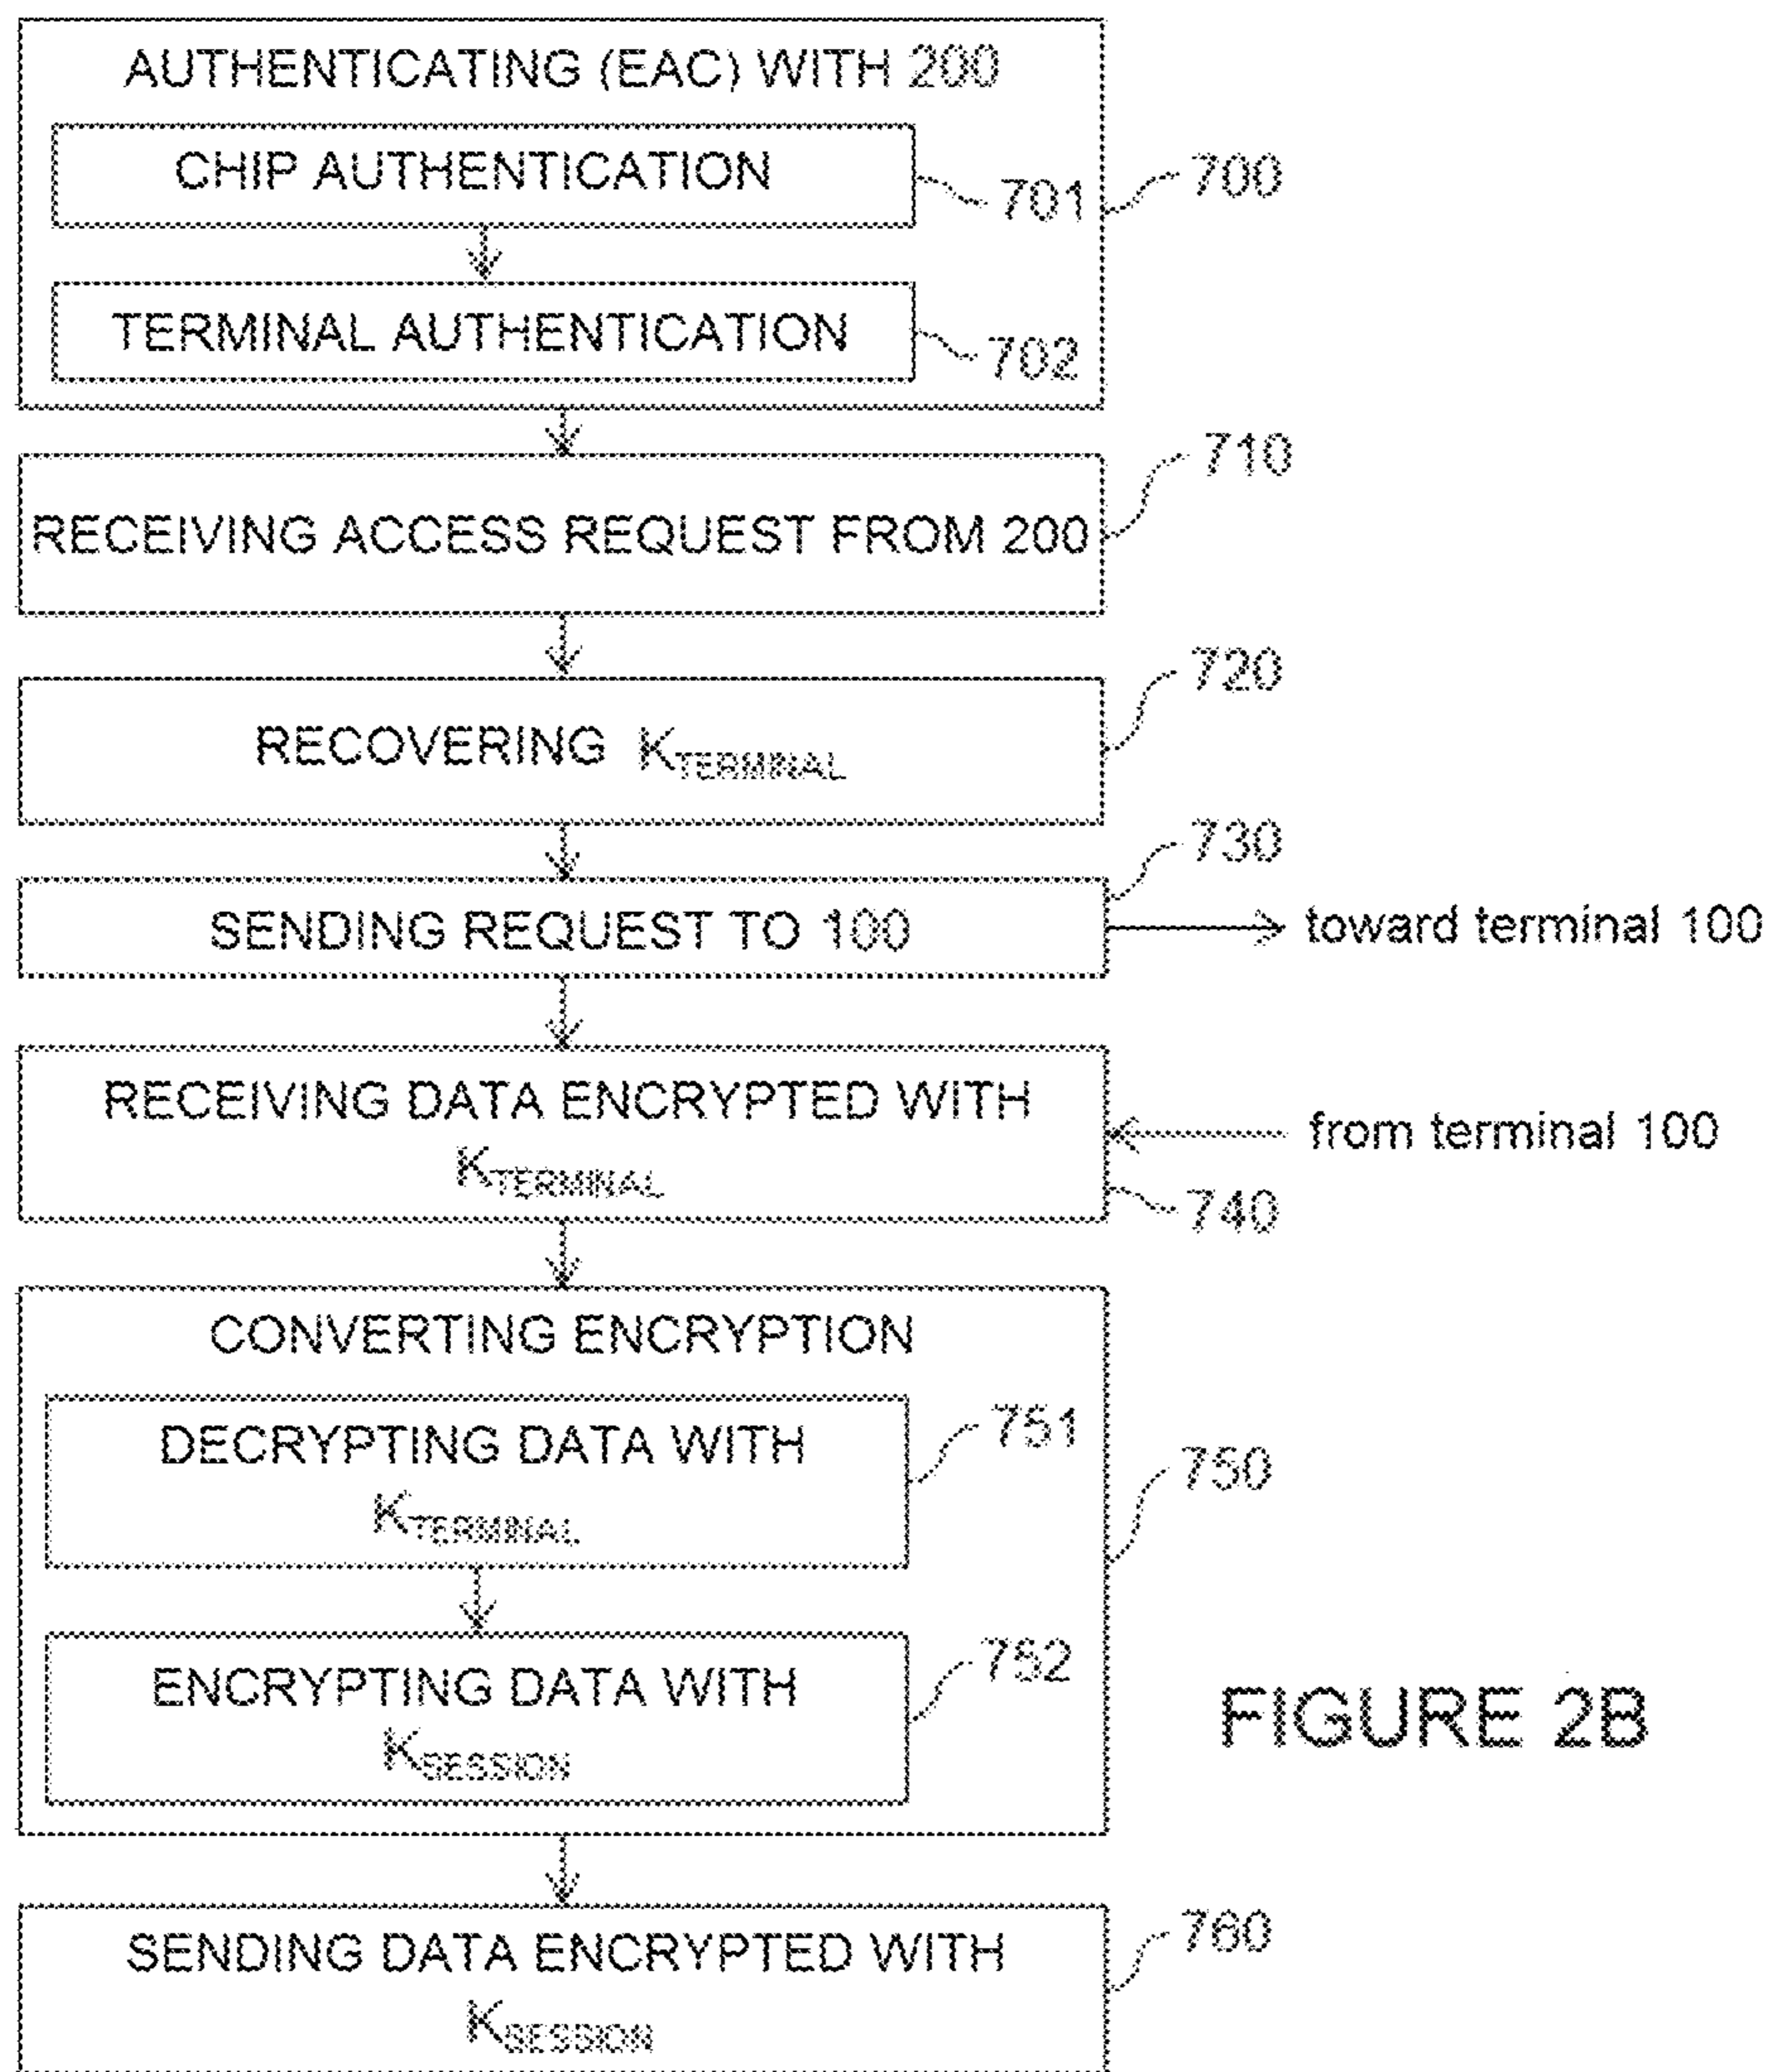 AUTHENTICATING (EAC) WITH 200
CHIP AUTHENTICATION
701
700
TERMINAL AUTHENTICATION
702
RECEIVING ACCESS REQUEST FROM 200
710
RECOVERING KTERMINAL
720
730
SENDING REQUEST TO 100
toward terminal 100
RECEIVING DATA ENCRYPTED WITH
KTERMINAL
from terminal 100
740
CONVERTING ENCRYPTION
DECRYPTING DATA WITH
KTERMINAL
751
750
ENCRYPTING DATA WITH
KSESSION
752
FIGURE 2B
SENDING DATA ENCRYPTED WITH
KSESSION
760